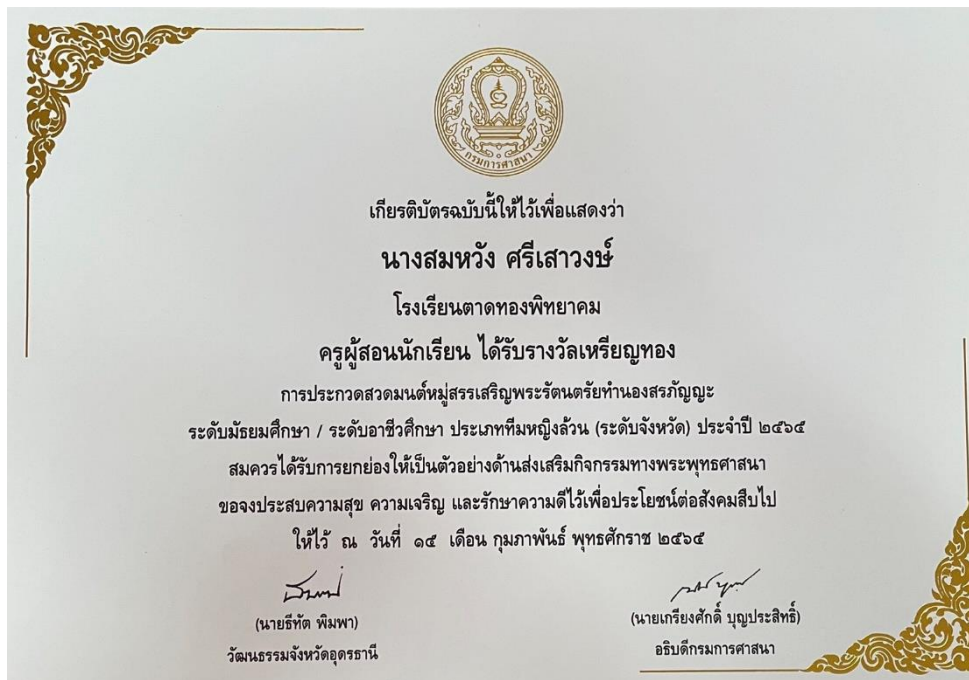 กรมการศาสนา
เกียรติบัตรฉบับนี้ให้ไว้เพื่อแสดงว่า
นางสมหวัง ศรีเสาวงษ์
โรงเรียนตาดทองพิทยาคม
ครูผู้สอนนักเรียน ได้รับรางวัลเหรียญทอง
การประกวดสวดมนต์หมู่สรรเสริญพระรัตนตรัยทำนองสรภัญญะ
ระดับมัธยมศึกษา / ระดับอาชีวศึกษา ประเภททีมหญิงล้วน (ระดับจังหวัด) ประจำปี ๒๕๖๕
สมควรได้รับการยกย่องให้เป็นตัวอย่างด้านส่งเสริมกิจกรรมทางพระพุทธศาสนา
ขอจงประสบความสุข ความเจริญ และรักษาความดีไว้เพื่อประโยชน์ต่อสังคมสืบไป
ให้ไว้ ณ วันที่ ๑๕ เดือน กุมภาพันธ์ พุทธศักราช ๒๕๖๕
(นายธีทัต พิมพา)
วัฒนธรรมจังหวัดอุดรธานี
(นายเกรียงศักดิ์ บุญประสิทธิ์)
อธิบดีกรมการศาสนา